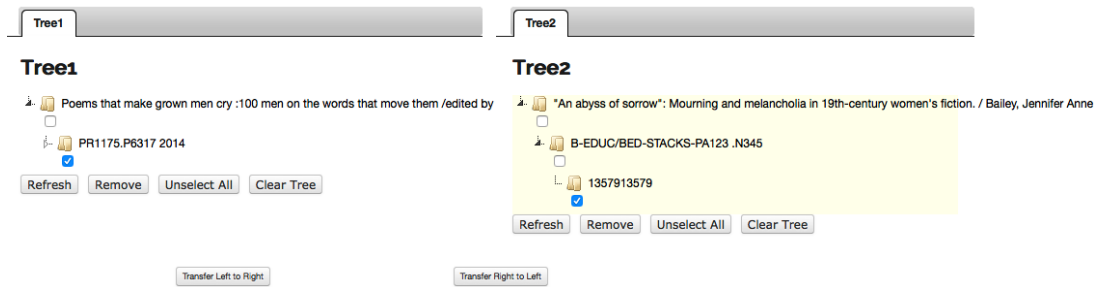 Tree1
Tree1
Poems that make grown men cry :100 men on the words that move them /edited by
PR1175.P6317 2014
Refresh Remove Unselect All Clear Tree
Tree2
Tree2
"An abyss of sorrow": Mourning and melancholia in 19th-century women's fiction. / Bailey, Jennifer Anne
B-EDUC/BED-STACKS-PA123 .N345
1357913579
Refresh Remove Unselect All Clear Tree
Transfer Left to Right Transfer Right to Left